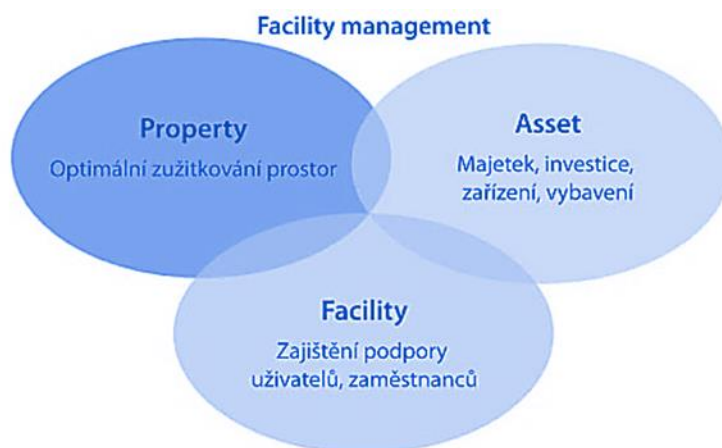 Facility management
Property
Optimální zužitkování prostor
Asset
Majetek, investice,
zařízení, vybavení
Facility
Zajištění podpory
uživatelů, zaměstnanců